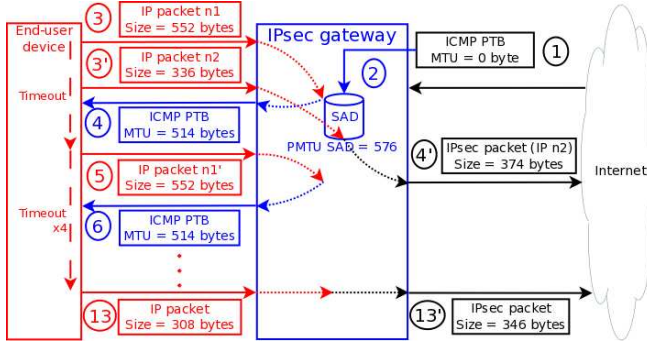 End-user
device
3
IP packet n1
Size = 552 bytes
IPsec gateway
ICMP PTB
MTU = 0 byte
1
3'
IP packet n2
Size = 336 bytes
2
Timeout
4
ICMP PTB
MTU = 514 bytes
SAD
PMTU SAD = 576
4'
IPsec packet (IP n2)
Size = 374 bytes
5
IP packet n1'
Size = 552 bytes
Internet
Timeout
x4
6
ICMP PTB
MTU = 514 bytes
13
IP packet
Size = 308 bytes
13'
IPsec packet
Size = 346 bytes